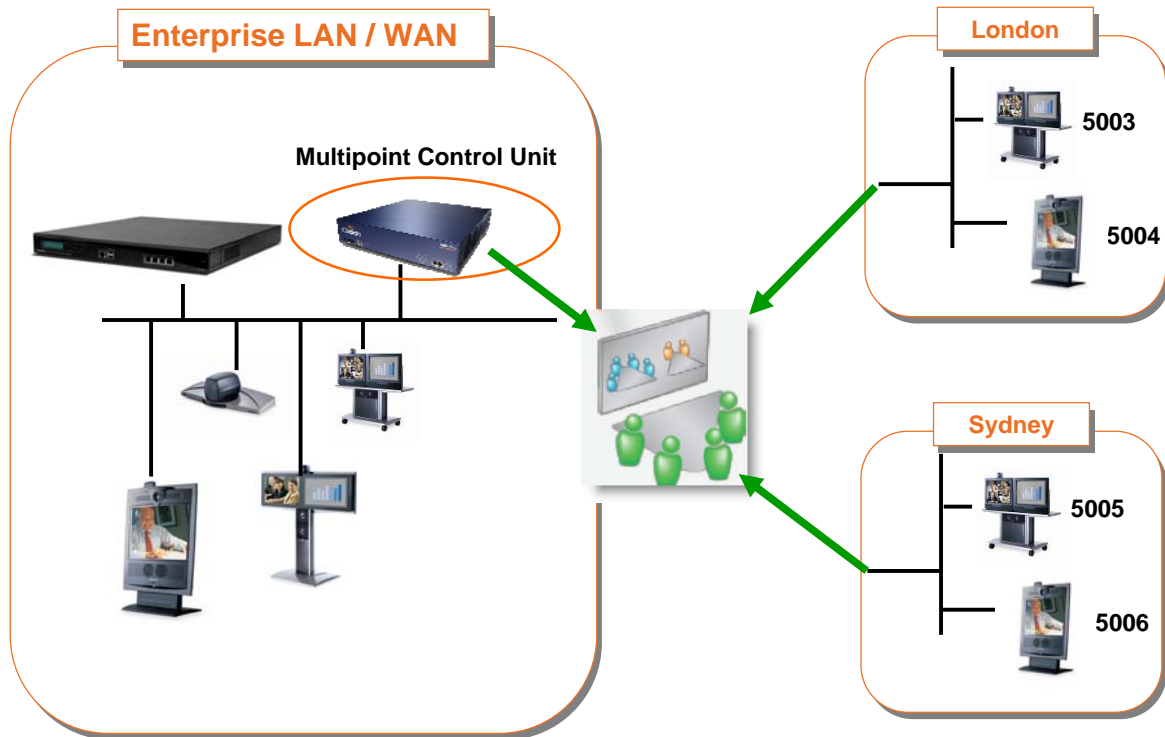 Enterprise LAN / WAN
London
Multipoint Control Unit
5003
5004
Sydney
5005
5006